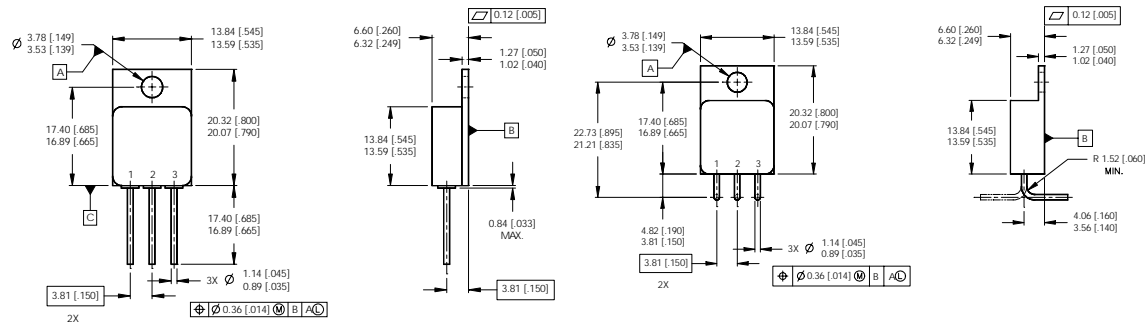 0.12 [.005]
6.60 [.260]
6.32 [.249]
13.84 [.545]
13.59 [.535]
Ø 3.78 [.149]
3.53 [.139]
A
1.27 [.050]
1.02 [.040]
17.40 [.685]
16.89 [.665]
20.32 [.800]
20.07 [.790]
13.84 [.545]
13.59 [.535]
B
1 2 3
C
17.40 [.685]
16.89 [.665]
0.84 [.033]
MAX.
3X Ø 1.14 [.045]
0.89 [.035]
3.81 [.150]
2X
⌖ Ø 0.36 [.014] Ⓜ B A Ⓛ
3.81 [.150]
0.12 [.005]
13.84 [.545]
13.59 [.535]
6.60 [.260]
6.32 [.249]
Ø 3.78 [.149]
3.53 [.139]
A
1.27 [.050]
1.02 [.040]
22.73 [.895]
21.21 [.835]
17.40 [.685]
16.89 [.665]
20.32 [.800]
20.07 [.790]
13.84 [.545]
13.59 [.535]
B
1 2 3
R 1.52 [.060]
MIN.
4.82 [.190]
3.81 [.150]
3X Ø 1.14 [.045]
0.89 [.035]
4.06 [.160]
3.56 [.140]
3.81 [.150]
2X
⌖ Ø 0.36 [.014] Ⓜ B A Ⓛ